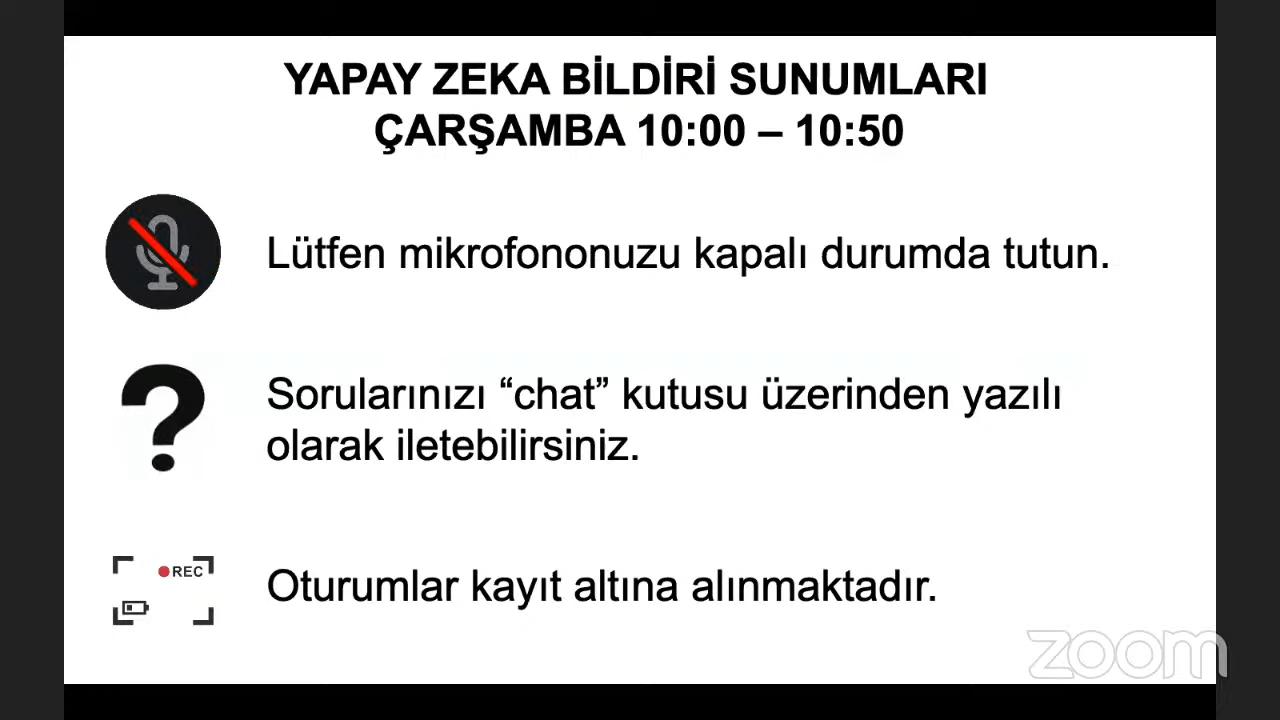 YAPAY ZEKA BİLDİRİ SUNUMLARI
ÇARŞAMBA 10:00 – 10:50
Lütfen mikrofononuzu kapalı durumda tutun.
Sorularınızı “chat” kutusu üzerinden yazılı
olarak iletebilirsiniz.
REC
Oturumlar kayıt altına alınmaktadır.
zoom